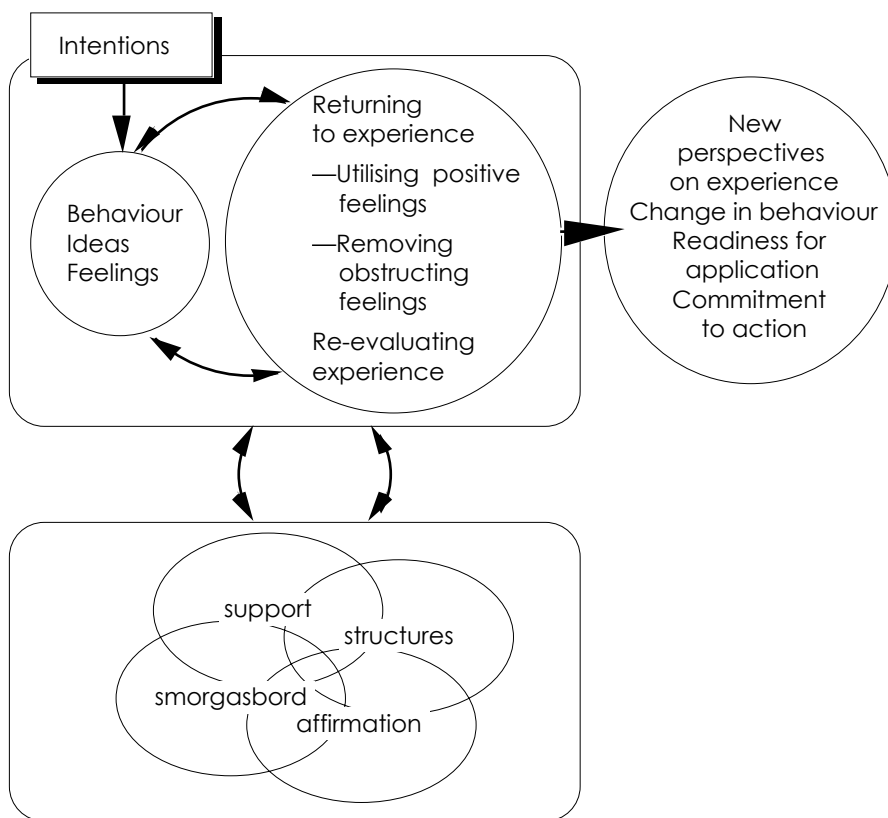 Intentions
Behaviour
Ideas
Feelings
Returning
to experience
—Utilising positive
feelings
—Removing
obstructing
feelings
Re-evaluating
experience
New
perspectives
on experience
Change in behaviour
Readiness for
application
Commitment
to action
support
structures
smorgasbord
affirmation